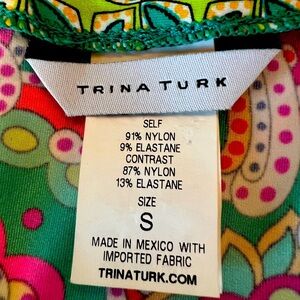 TRINA TURK
SELF
91% NYLON
9% ELASTANE
CONTRAST
87% NYLON
13% ELASTANE
SIZE
S
MADE IN MEXICO WITH
IMPORTED FABRIC
TRINATURK.COM